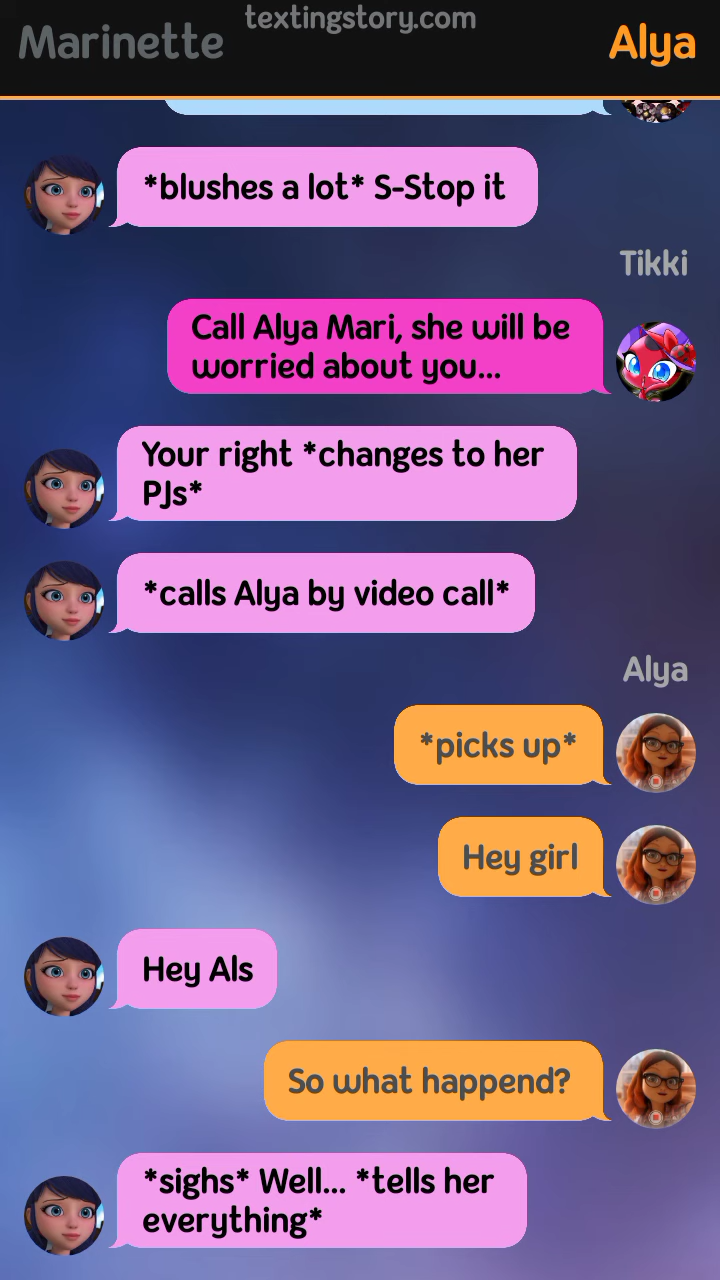 textingstory.com
Marinette
Alya
*blushes a lot* S-Stop it
Tikki
Call Alya Mari, she will be
worried about you...
Your right *changes to her
PJs*
*calls Alya by video call*
Alya
*picks up*
Hey girl
Hey Als
So what happend?
*sighs* Well... *tells her
everything*